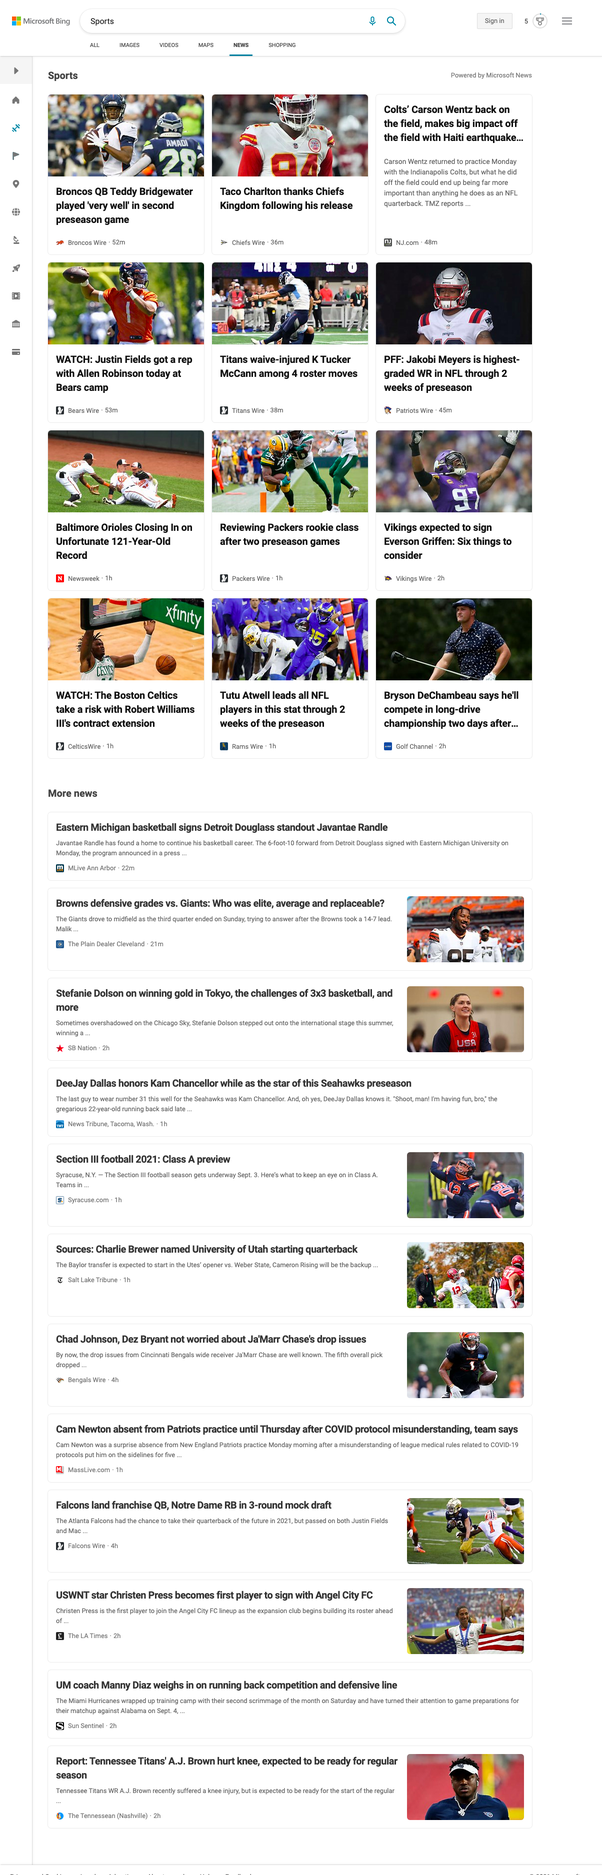 Microsoft Bing
Sports
Sign in
5
ALL
IMAGES
VIDEOS
MAPS
NEWS
SHOPPING
Sports
Powered by Microsoft News
AMADI
28
Broncos QB Teddy Bridgewater
played 'very well' in second
preseason game
Broncos Wire · 52m
94
Taco Charlton thanks Chiefs
Kingdom following his release
Chiefs Wire · 36m
Colts' Carson Wentz back on
the field, makes big impact off
the field with Haiti earthquake...
Carson Wentz returned to practice Monday
with the Indianapolis Colts, but what he did
off the field could end up being far more
important than anything he does as an NFL
quarterback. TMZ reports ...
NJ.com · 48m
1
WATCH: Justin Fields got a rep
with Allen Robinson today at
Bears camp
Bears Wire · 53m
Titans waive-injured K Tucker
McCann among 4 roster moves
Titans Wire · 38m
PFF: Jakobi Meyers is highest-
graded WR in NFL through 2
weeks of preseason
Patriots Wire · 45m
Baltimore Orioles Closing In on
Unfortunate 121-Year-Old
Record
Newsweek · 1h
Reviewing Packers rookie class
after two preseason games
Packers Wire · 1h
97
Vikings expected to sign
Everson Griffen: Six things to
consider
Vikings Wire · 2h
xfinity
WATCH: The Boston Celtics
take a risk with Robert Williams
III's contract extension
CelticsWire · 1h
15
Tutu Atwell leads all NFL
players in this stat through 2
weeks of the preseason
Rams Wire · 1h
Bryson DeChambeau says he'll
compete in long-drive
championship two days after...
Golf Channel · 2h
More news
Eastern Michigan basketball signs Detroit Douglass standout Javantae Randle
Javantae Randle has found a home to continue his basketball career. The 6-foot-10 forward from Detroit Douglass signed with Eastern Michigan University on
Monday, the program announced in a press ...
MLive Ann Arbor · 22m
Browns defensive grades vs. Giants: Who was elite, average and replaceable?
The Giants drove to midfield as the third quarter ended on Sunday, trying to answer after the Browns took a 14-7 lead.
Malik ...
The Plain Dealer Cleveland · 21m
Stefanie Dolson on winning gold in Tokyo, the challenges of 3x3 basketball, and
more
Sometimes overshadowed on the Chicago Sky, Stefanie Dolson stepped out onto the international stage this summer,
winning a ...
SB Nation · 2h
USA
DeeJay Dallas honors Kam Chancellor while as the star of this Seahawks preseason
The last guy to wear number 31 this well for the Seahawks was Kam Chancellor. And, oh yes, DeeJay Dallas knows it. "Shoot, man! I'm having fun, bro," the
gregarious 22-year-old running back said late ...
News Tribune, Tacoma, Wash. · 1h
Section III football 2021: Class A preview
Syracuse, N.Y. — The Section III football season gets underway Sept. 3. Here's what to keep an eye on in Class A.
Teams in ...
Syracuse.com · 1h
Sources: Charlie Brewer named University of Utah starting quarterback
The Baylor transfer is expected to start in the Utes' opener vs. Weber State, Cameron Rising will be the backup ...
Salt Lake Tribune · 1h
12
Chad Johnson, Dez Bryant not worried about Ja'Marr Chase's drop issues
By now, the drop issues from Cincinnati Bengals wide receiver Ja'Marr Chase are well known. The fifth overall pick
dropped ...
Bengals Wire · 4h
1
Cam Newton absent from Patriots practice until Thursday after COVID protocol misunderstanding, team says
Cam Newton was a surprise absence from New England Patriots practice Monday morning after a misunderstanding of league medical rules related to COVID-19
protocols put him on the sidelines for five ...
MassLive.com · 1h
Falcons land franchise QB, Notre Dame RB in 3-round mock draft
The Atlanta Falcons had the chance to take their quarterback of the future in 2021, but passed on both Justin Fields
and Mac ...
Falcons Wire · 4h
USWNT star Christen Press becomes first player to sign with Angel City FC
Christen Press is the first player to join the Angel City FC lineup as the expansion club begins building its roster ahead
of ...
The LA Times · 2h
UM coach Manny Diaz weighs in on running back competition and defensive line
The Miami Hurricanes wrapped up training camp with their second scrimmage of the month on Saturday and have turned their attention to game preparations for
their matchup against Alabama on Sept. 4, ...
Sun Sentinel · 2h
Report: Tennessee Titans' A.J. Brown hurt knee, expected to be ready for regular
season
Tennessee Titans WR A.J. Brown recently suffered a knee injury, but is expected to be ready for the start of the regular
...
The Tennessean (Nashville) · 2h